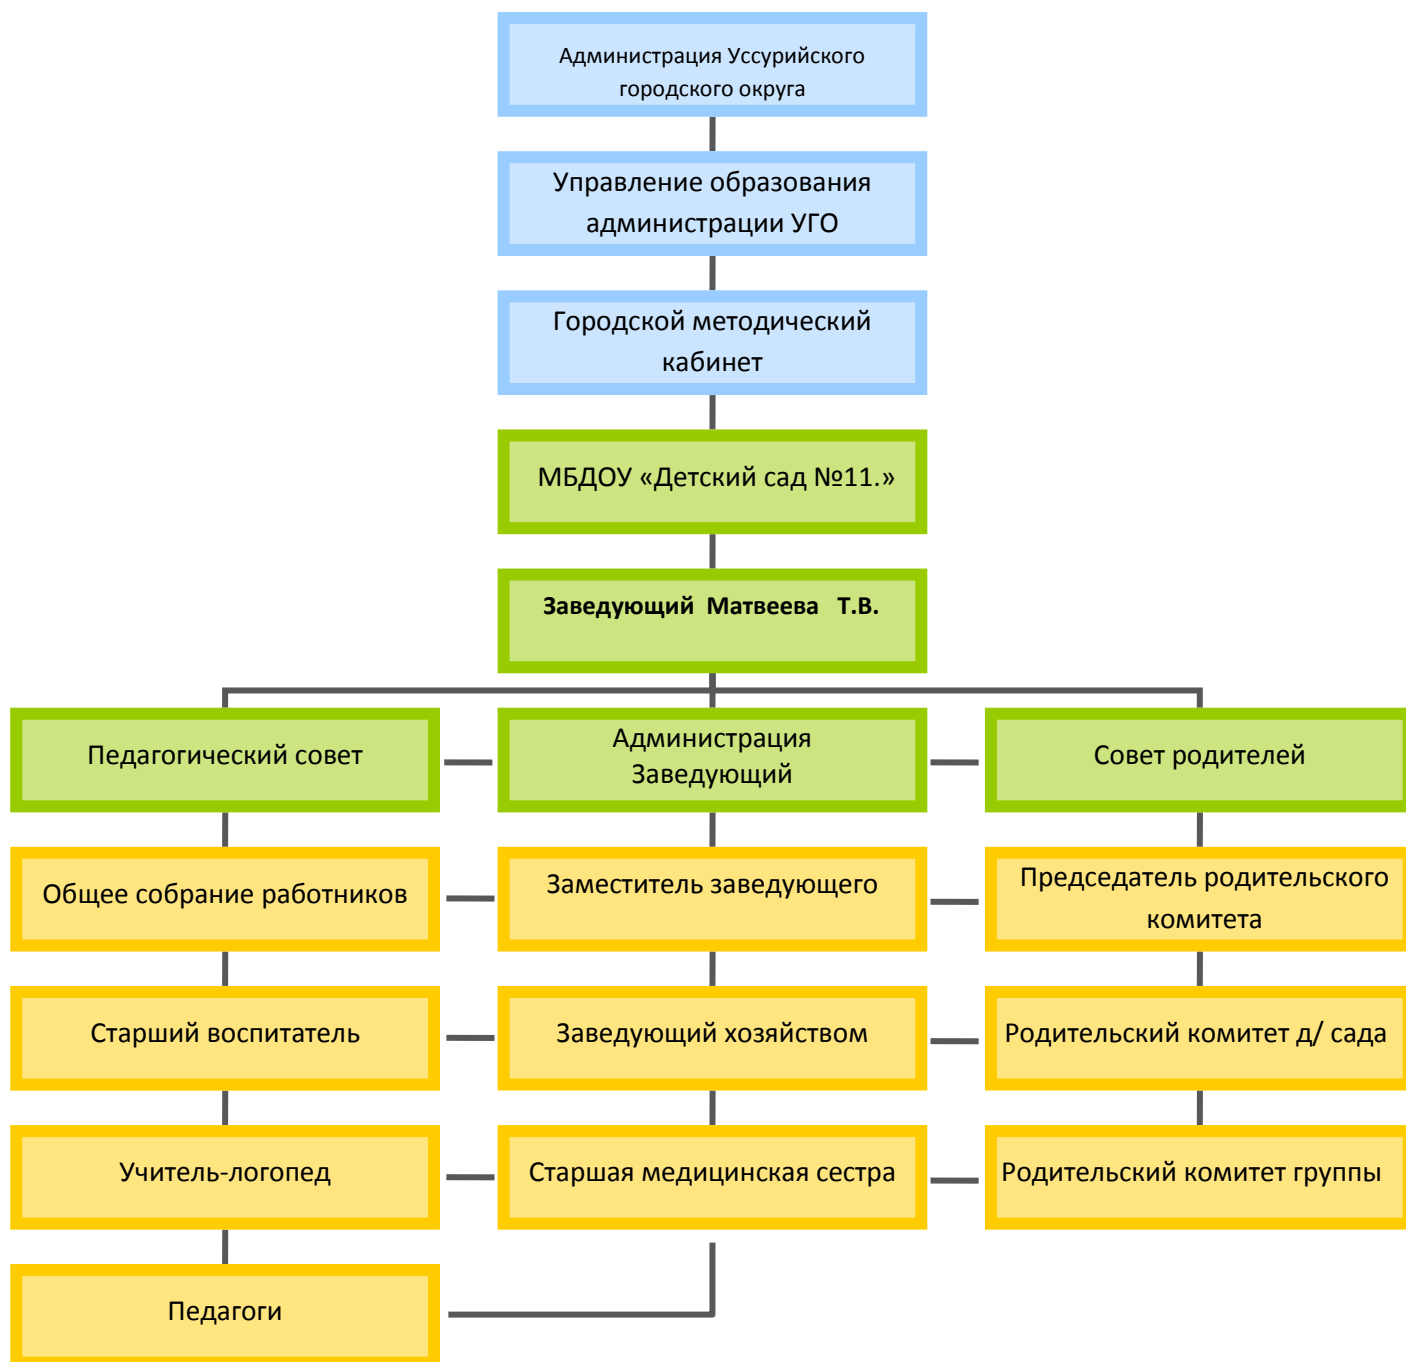 Администрация Уссурийского
городского округа
Управление образования
администрации УГО
Городской методический
кабинет
МБДОУ «Детский сад №11.»
Заведующий Матвеева Т.В.
Педагогический совет
Администрация
Заведующий
Совет родителей
Общее собрание работников
Заместитель заведующего
Председатель родительского
комитета
Старший воспитатель
Заведующий хозяйством
Родительский комитет д/ сада
Учитель-логопед
Старшая медицинская сестра
Родительский комитет группы
Педагоги